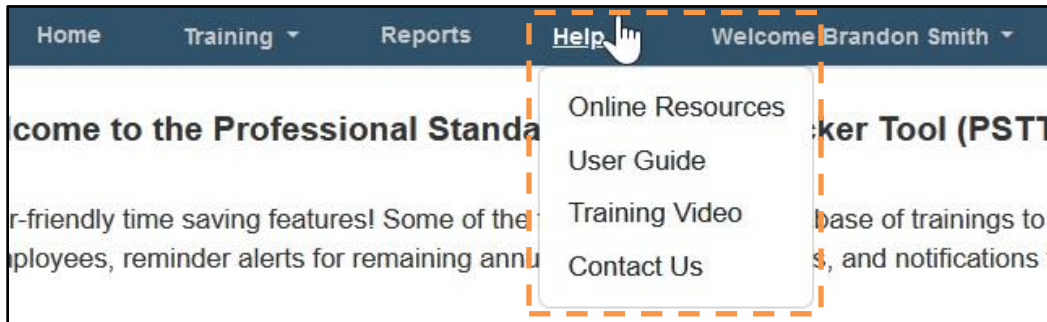 Home Training Reports Help Welcome Brandon Smith
Online Resources
User Guide
Training Video
Contact Us
come to the Professional Standa ker Tool (PSTT
r-friendly time saving features! Some of the base of trainings to
ployees, reminder alerts for remaining annu s, and notifications